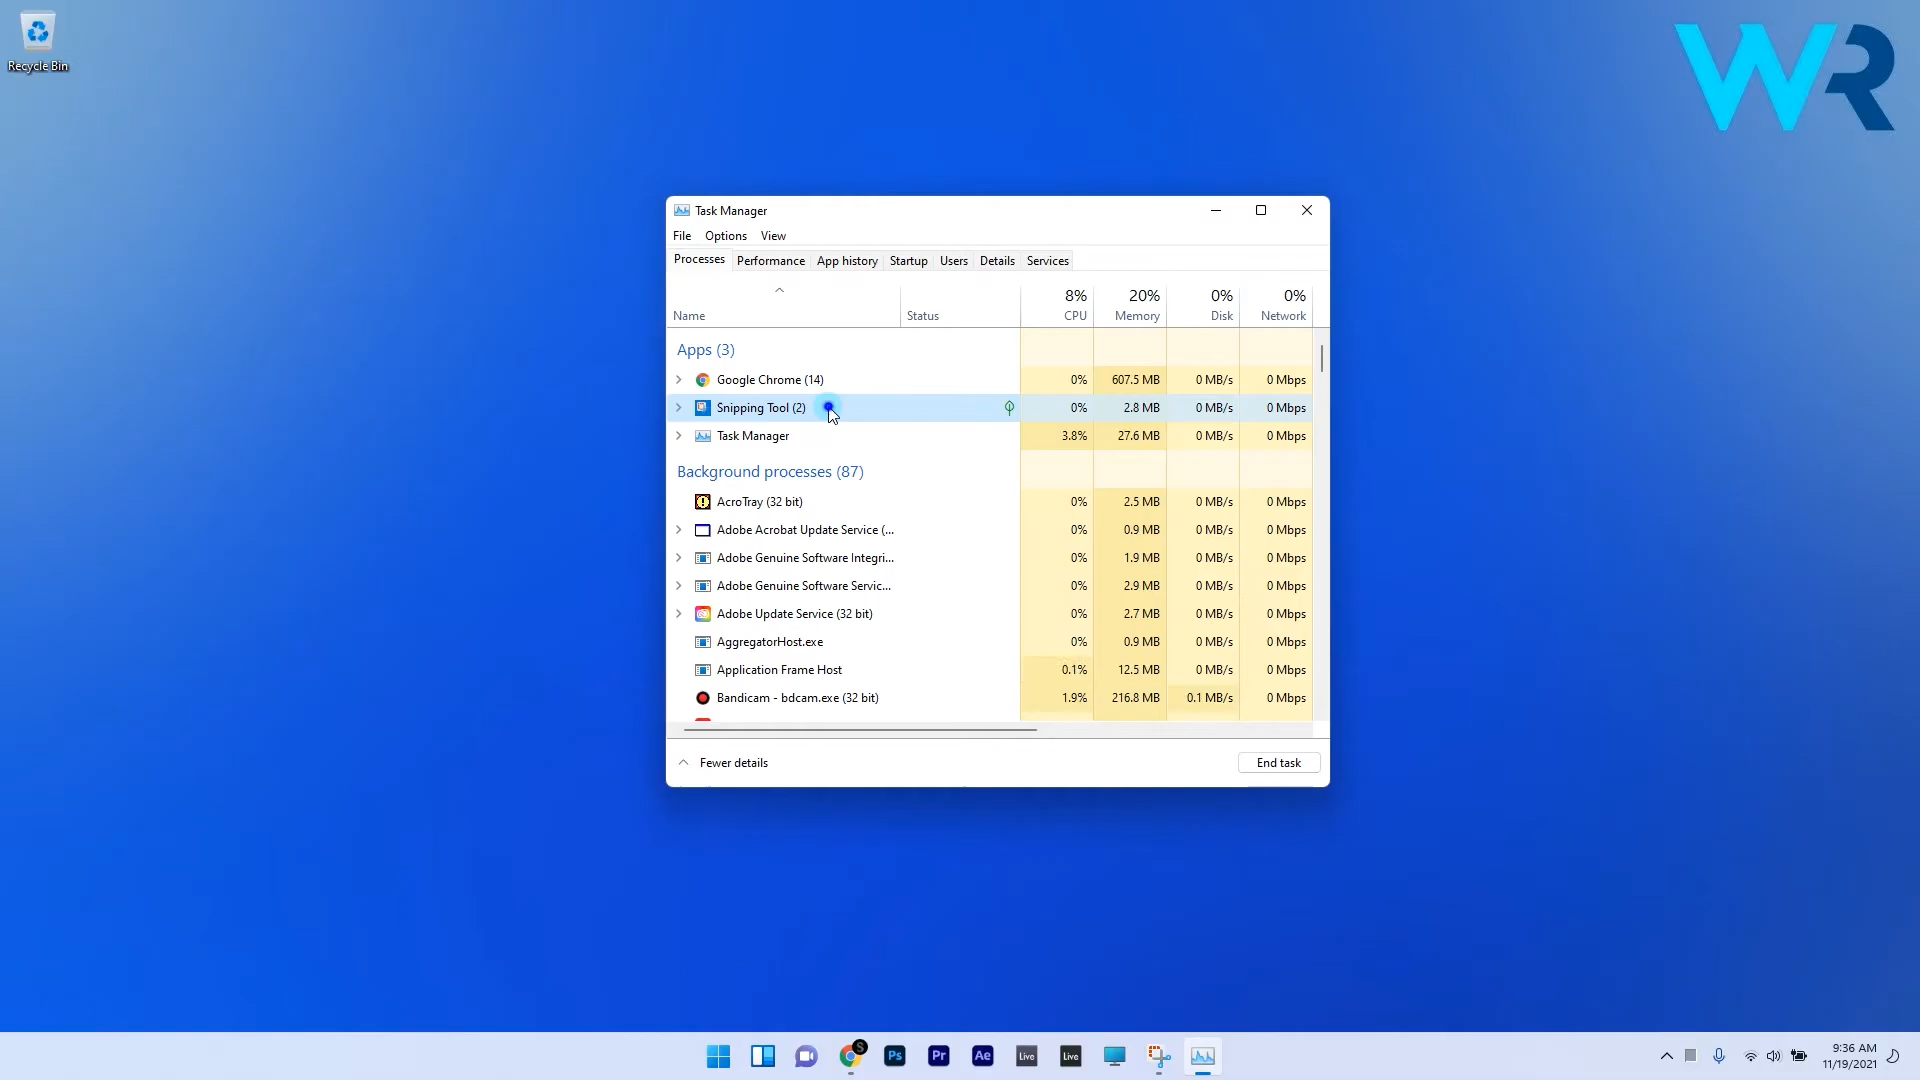 Recycle Bin
WR
Task Manager
File Options View
Processes Performance App history Startup Users Details Services
8% 20% 0% 0%
Name Status CPU Memory Disk Network
Apps (3)
Google Chrome (14) 0% 607.5 MB 0 MB/s 0 Mbps
Snipping Tool (2) 0% 2.8 MB 0 MB/s 0 Mbps
Task Manager 3.8% 27.6 MB 0 MB/s 0 Mbps
Background processes (87)
AcroTray (32 bit) 0% 2.5 MB 0 MB/s 0 Mbps
Adobe Acrobat Update Service (... 0% 0.9 MB 0 MB/s 0 Mbps
Adobe Genuine Software Integri... 0% 1.9 MB 0 MB/s 0 Mbps
Adobe Genuine Software Servic... 0% 2.9 MB 0 MB/s 0 Mbps
Adobe Update Service (32 bit) 0% 2.7 MB 0 MB/s 0 Mbps
AggregatorHost.exe 0% 0.9 MB 0 MB/s 0 Mbps
Application Frame Host 0.1% 12.5 MB 0 MB/s 0 Mbps
Bandicam - bdcam.exe (32 bit) 1.9% 216.8 MB 0.1 MB/s 0 Mbps
Fewer details End task
S Ps Pr Ae Live Live
9:36 AM
11/19/2021